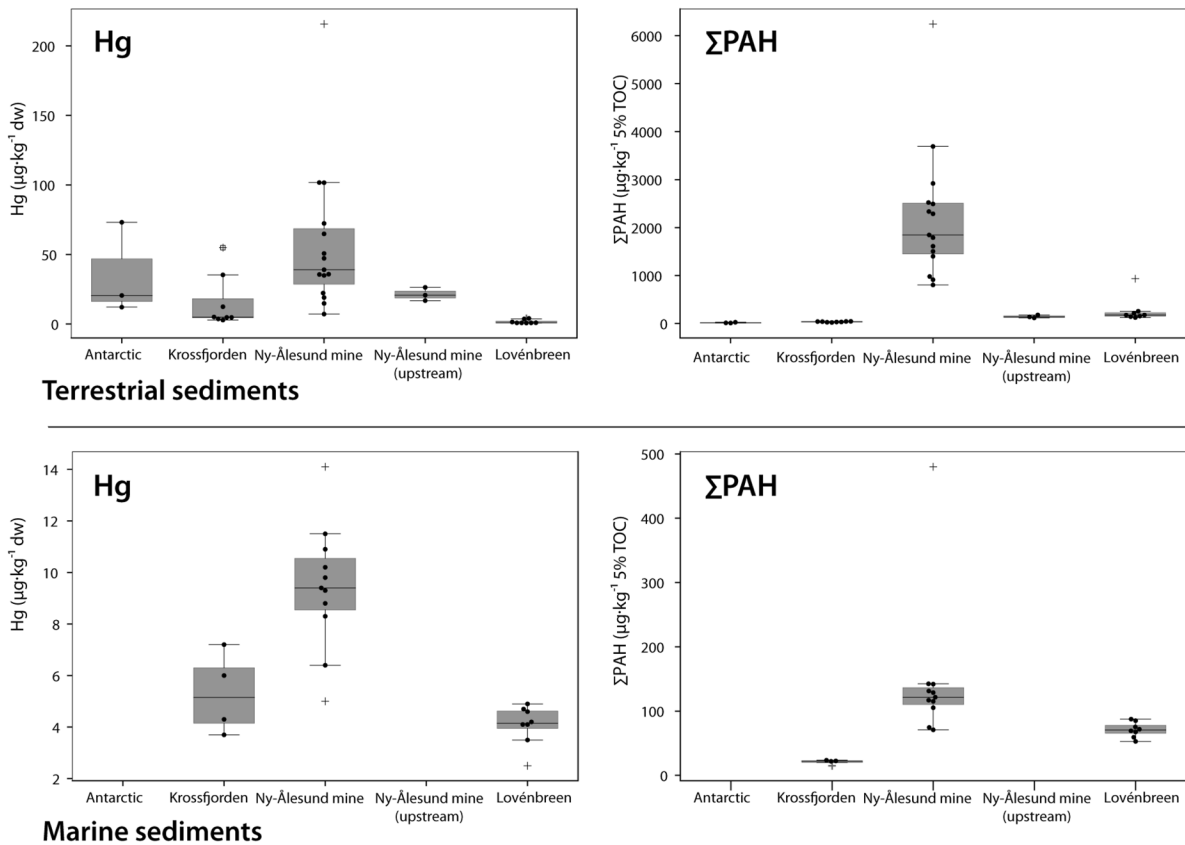 Hg
Hg (µg·kg⁻¹ dw)
200
150
100
50
0
Antarctic
Krossfjorden
Ny-Ålesund mine
Ny-Ålesund mine
(upstream)
Lovénbreen
ΣPAH
ΣPAH (µg·kg⁻¹ 5% TOC)
6000
5000
4000
3000
2000
1000
0
Antarctic
Krossfjorden
Ny-Ålesund mine
Ny-Ålesund mine
(upstream)
Lovénbreen
Terrestrial sediments
Hg
Hg (µg·kg⁻¹ dw)
14
12
10
8
6
4
2
Antarctic
Krossfjorden
Ny-Ålesund mine
Ny-Ålesund mine
(upstream)
Lovénbreen
ΣPAH
ΣPAH (µg·kg⁻¹ 5% TOC)
500
400
300
200
100
0
Antarctic
Krossfjorden
Ny-Ålesund mine
Ny-Ålesund mine
(upstream)
Lovénbreen
Marine sediments